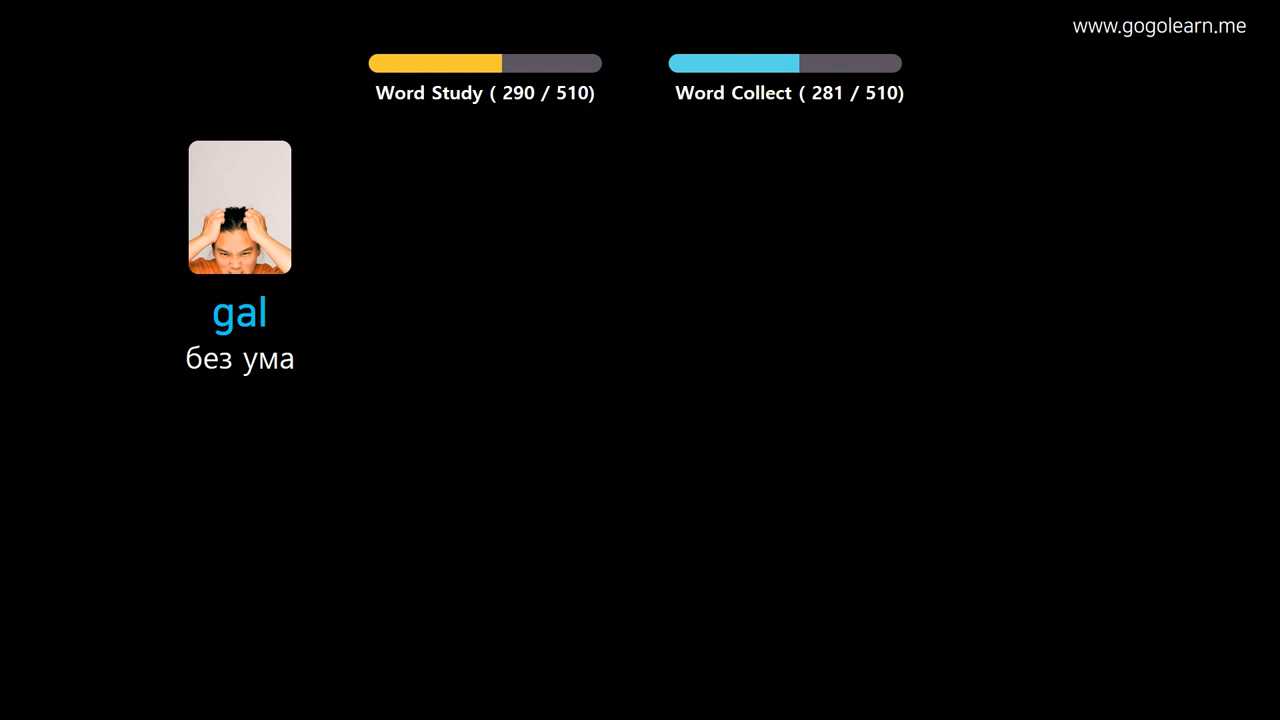 www.gogolearn.me
Word Study ( 290 / 510)
Word Collect ( 281 / 510)
gal
без ума